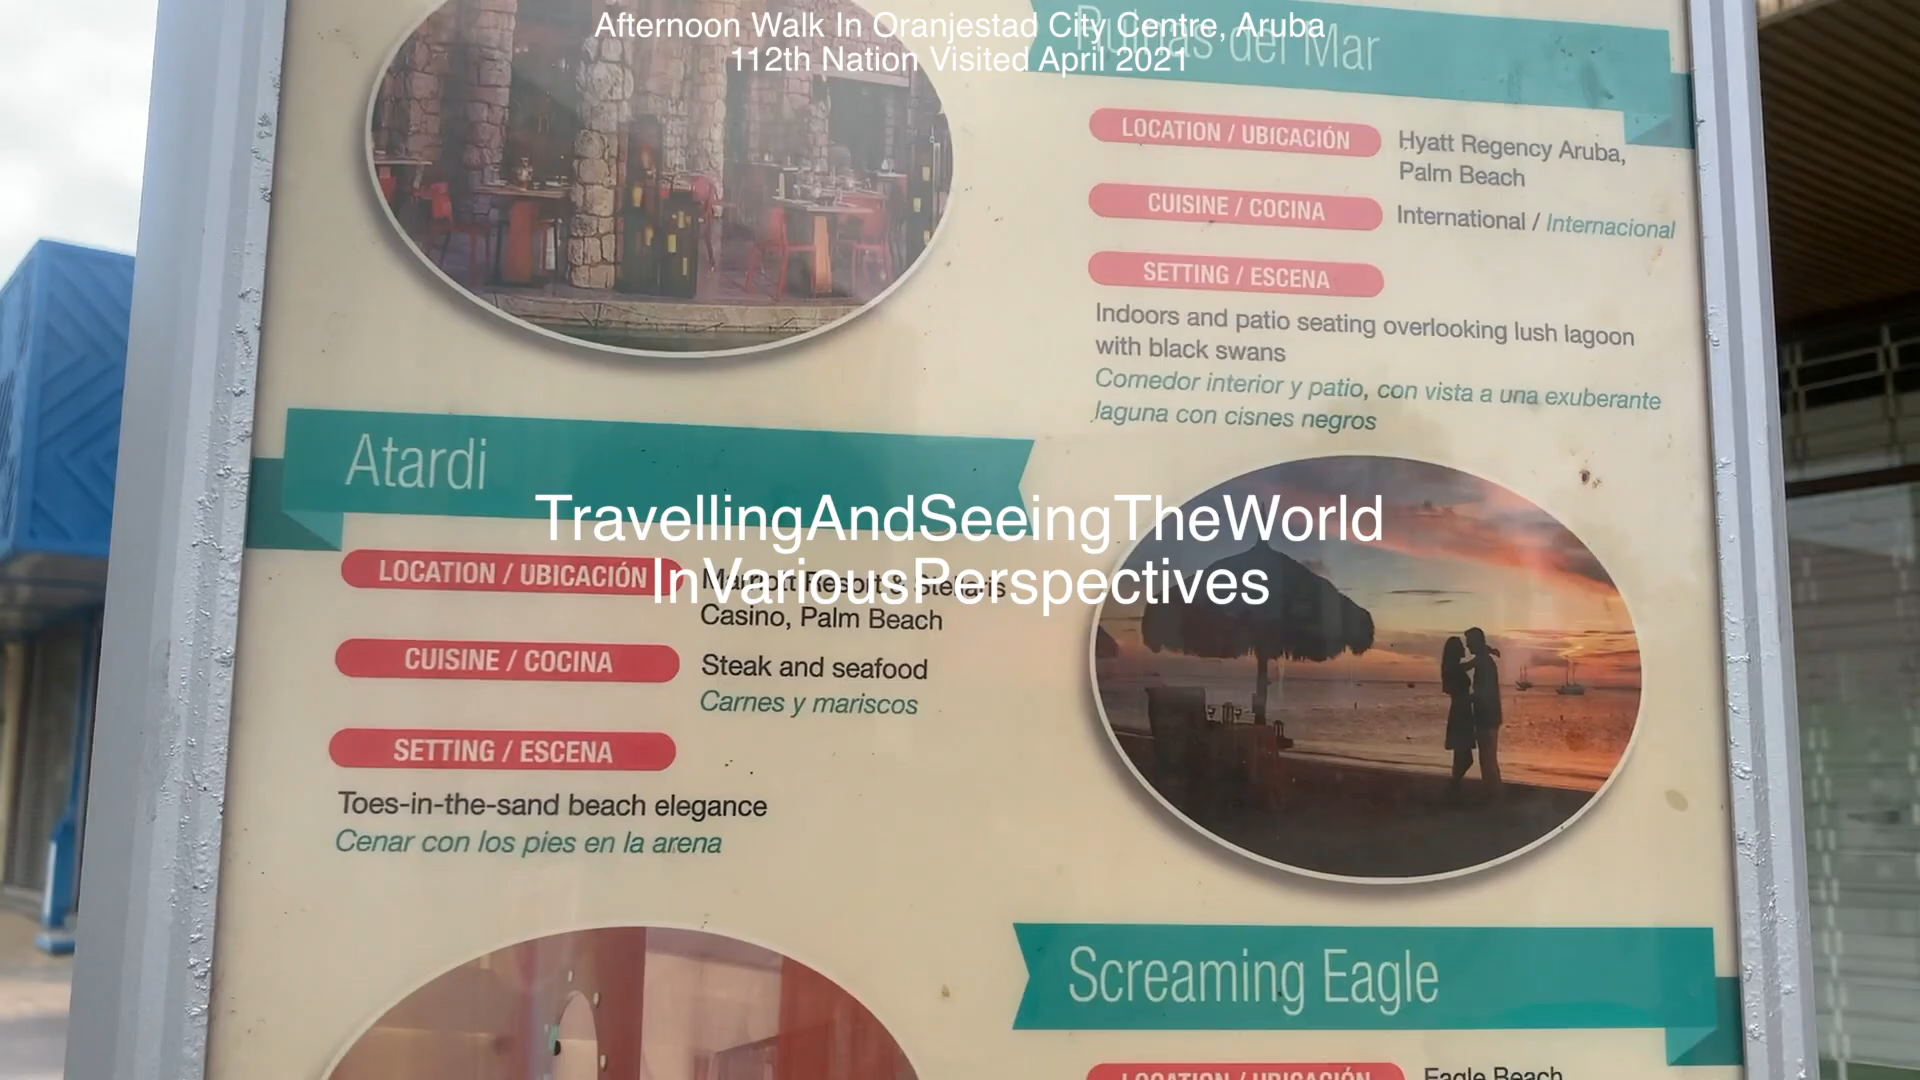 Afternoon Walk In Oranjestad City Centre, Aruba
112th Nation Visited April 2021
Ruinas del Mar
LOCATION / UBICACIÓN
Hyatt Regency Aruba,
Palm Beach
CUISINE / COCINA
International / Internacional
SETTING / ESCENA
Indoors and patio seating overlooking lush lagoon
with black swans
Comedor interior y patio, con vista a una exuberante
laguna con cisnes negros
Atardi
TravellingAndSeeingTheWorld
InVariousPerspectives
LOCATION / UBICACIÓN
Marriott Resort & Stellaris
Casino, Palm Beach
CUISINE / COCINA
Steak and seafood
Carnes y mariscos
SETTING / ESCENA
Toes-in-the-sand beach elegance
Cenar con los pies en la arena
Screaming Eagle
LOCATION / UBICACIÓN
Eagle Beach